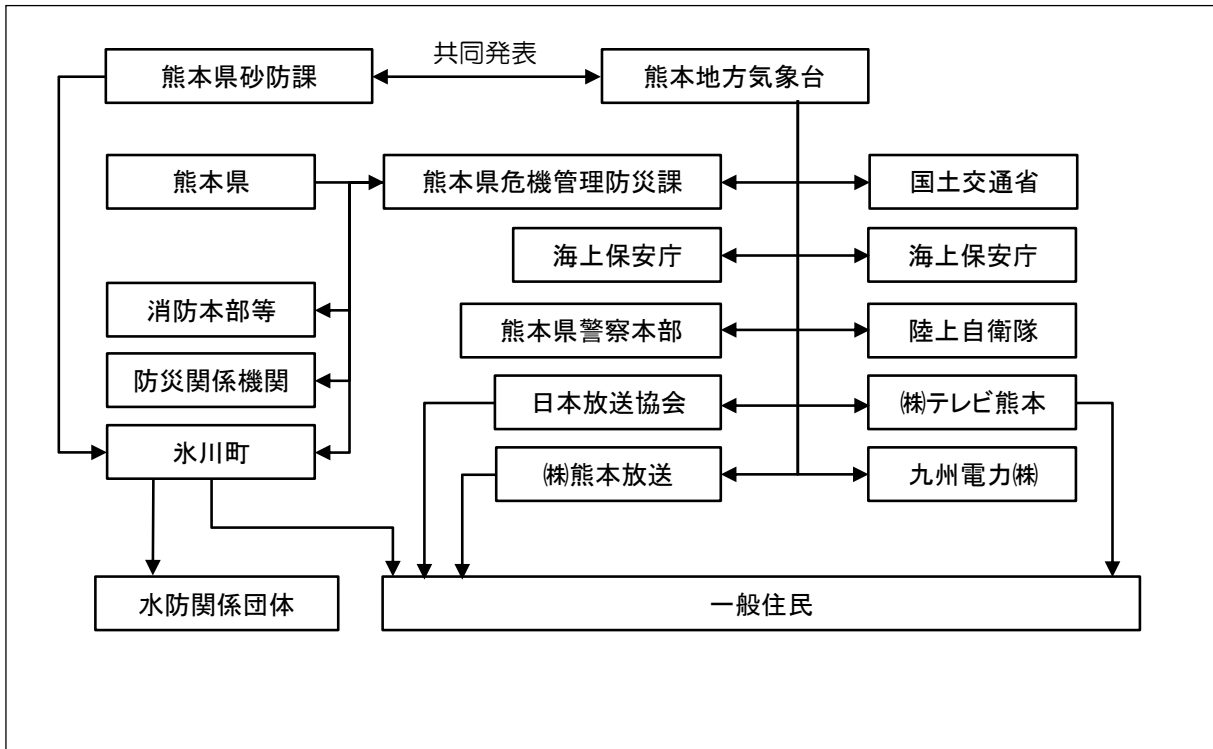 共同発表
熊本県砂防課
熊本地方気象台
熊本県
熊本県危機管理防災課
国土交通省
海上保安庁
海上保安庁
消防本部等
熊本県警察本部
陸上自衛隊
防災関係機関
日本放送協会
㈱テレビ熊本
氷川町
㈱熊本放送
九州電力㈱
水防関係団体
一般住民